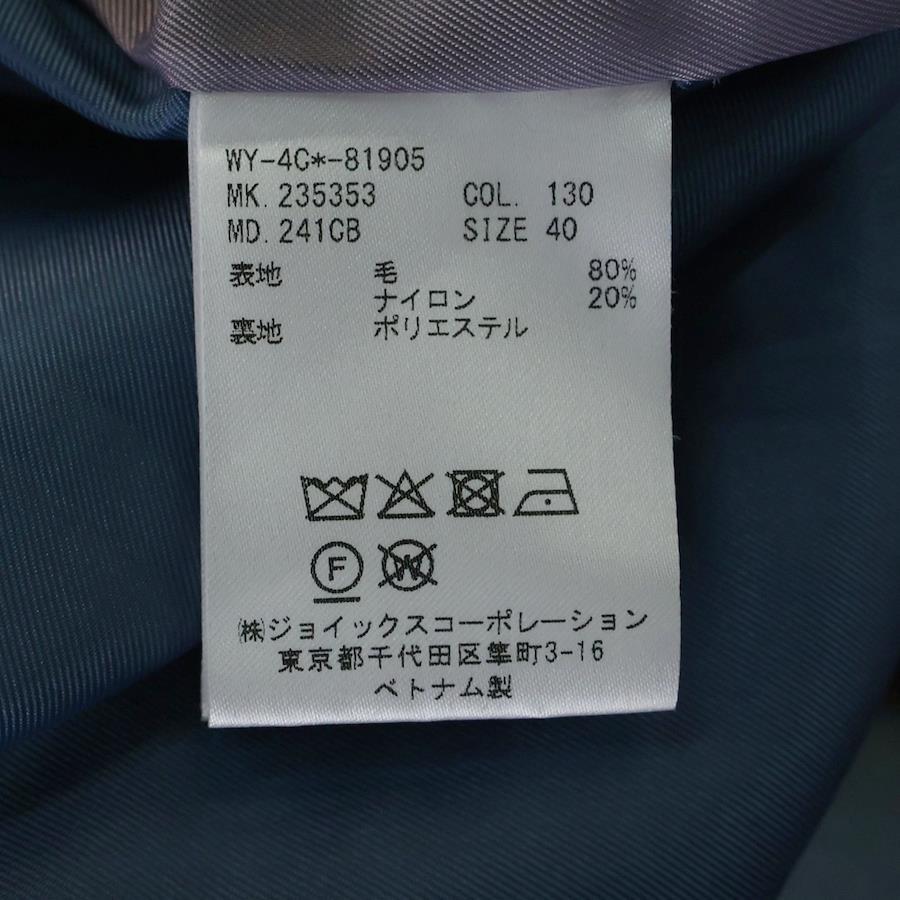 WY-4C*-81905
MK. 235353 COL. 130
MD. 241CB SIZE 40
表地 毛 80%
ナイロン 20%
裏地 ポリエステル
F
W
㈱ジョイックスコーポレーション
東京都千代田区隼町3-16
ベトナム製